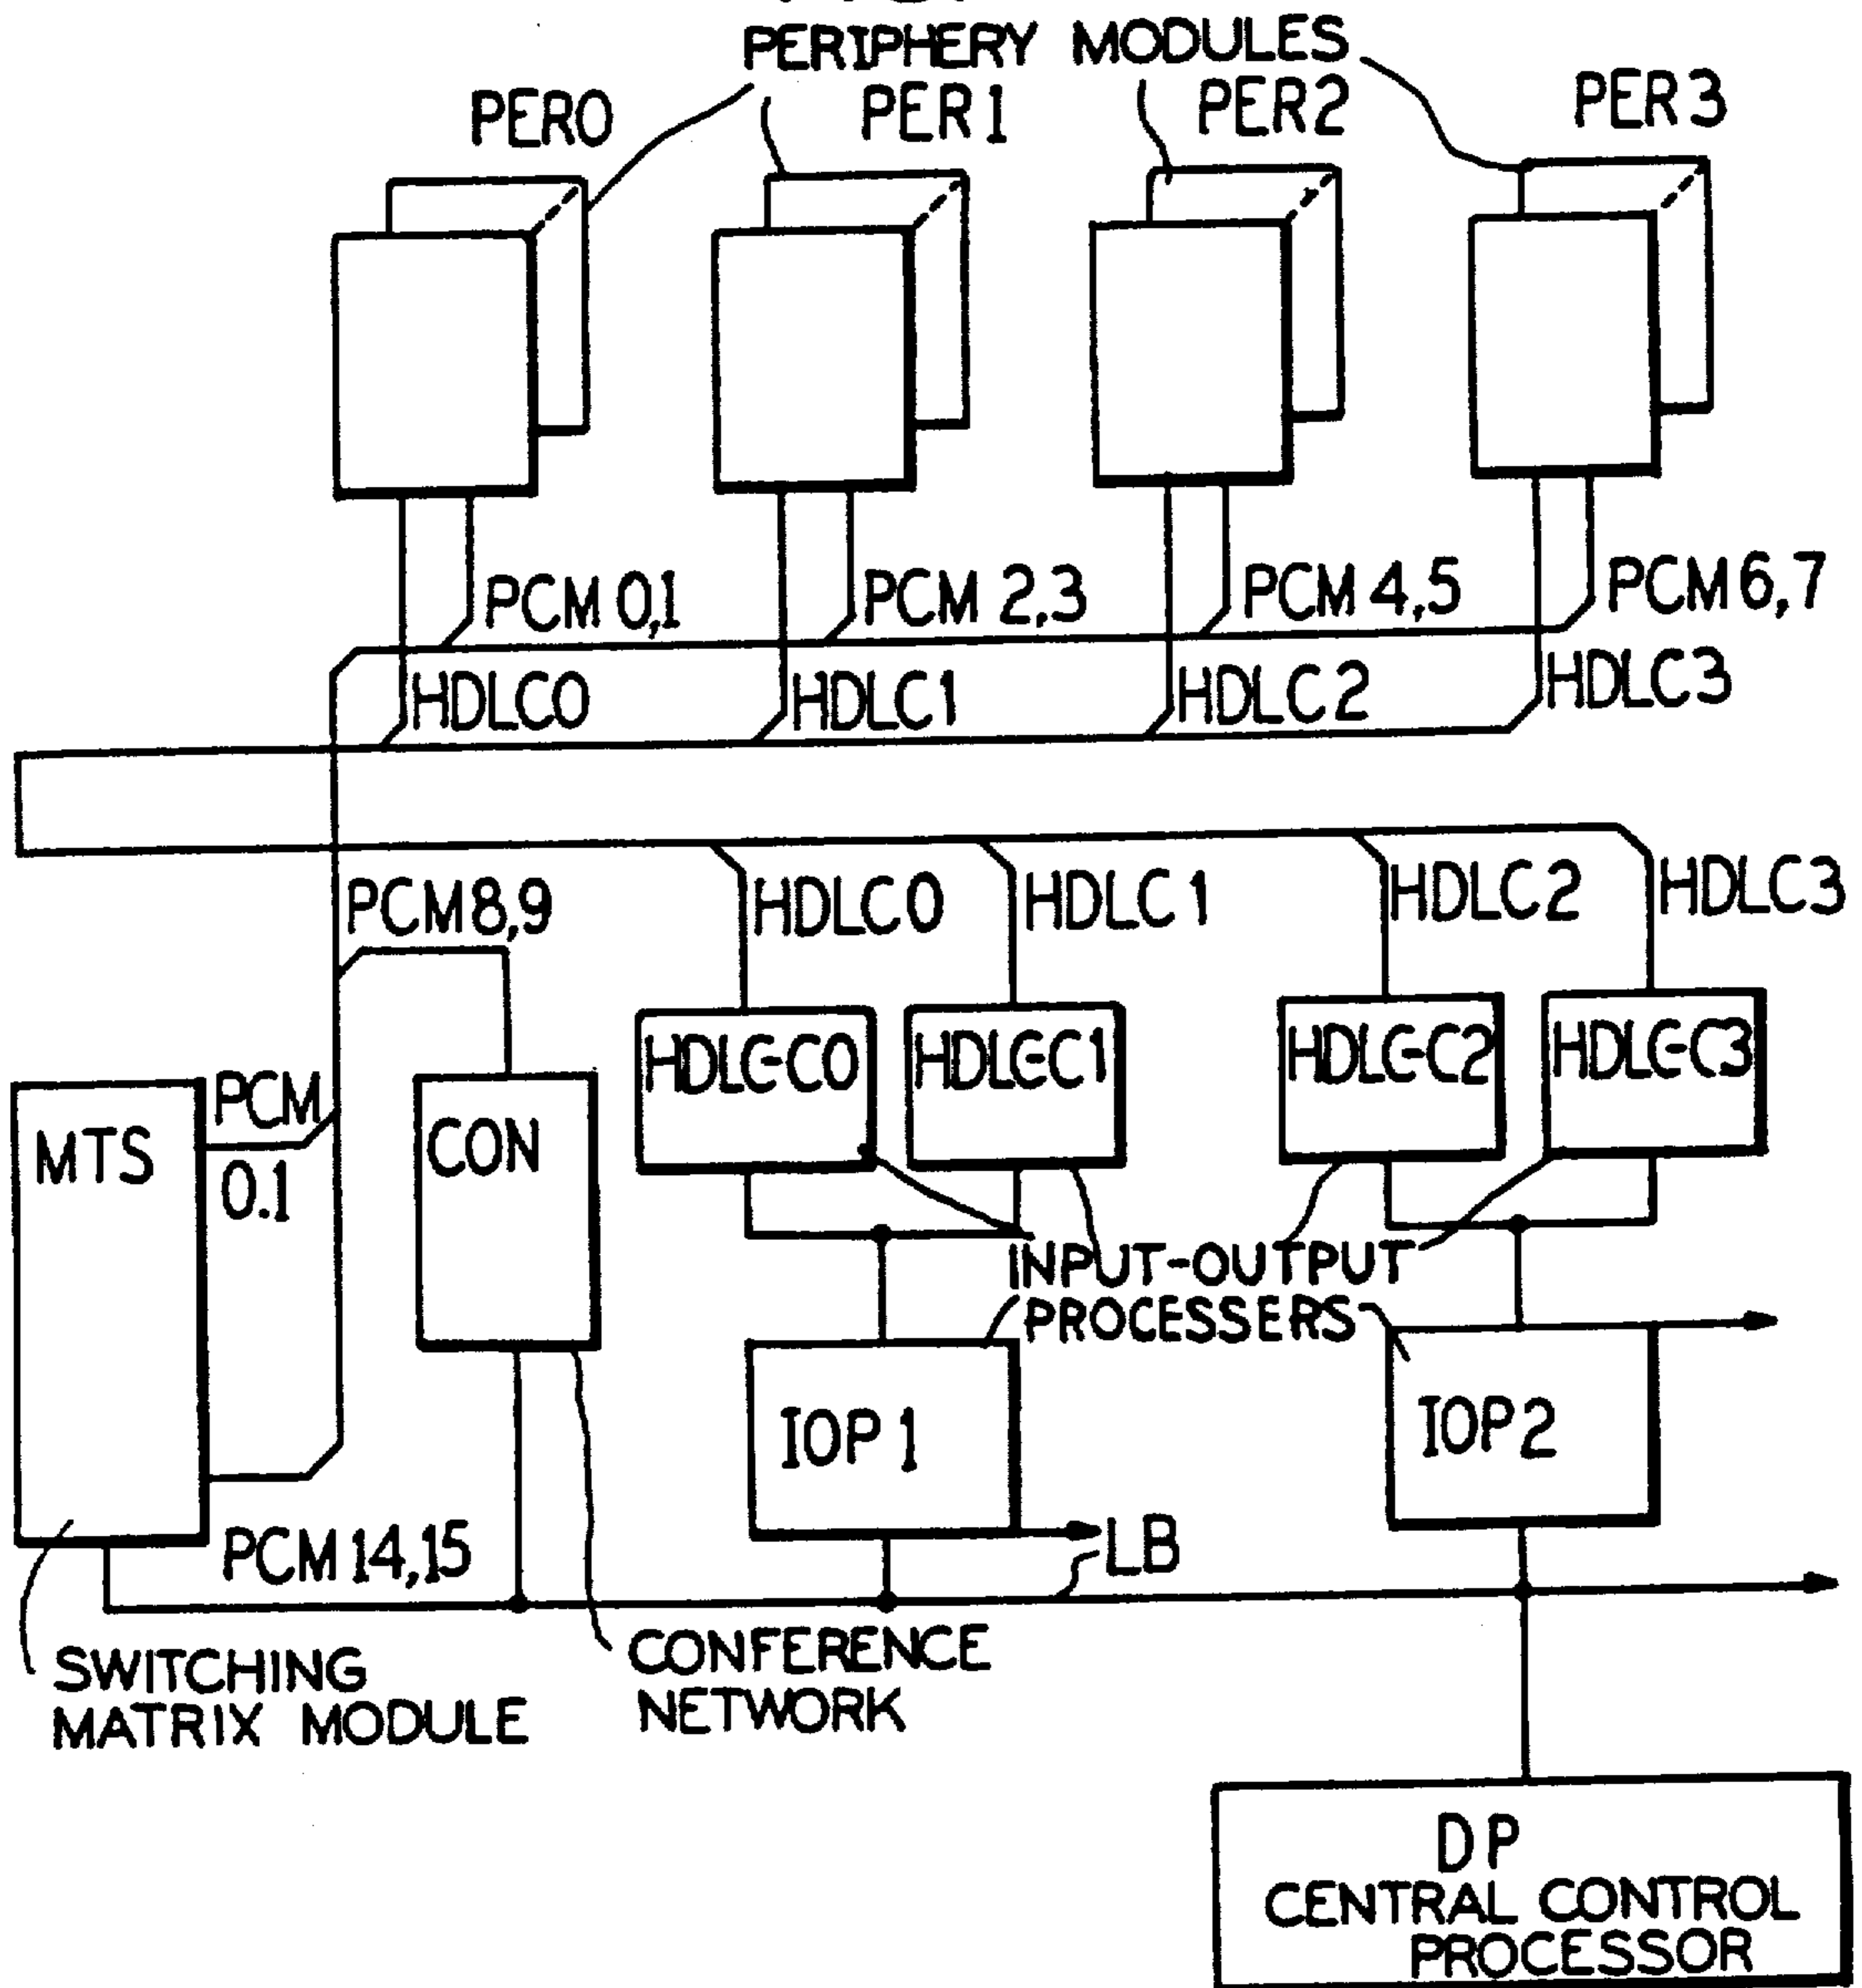 PERIPHERY MODULES
PER0
PER1
PER2
PER3
PCM 0,1
PCM 2,3
PCM 4,5
PCM 6,7
HDLC0
HDLC1
HDLC2
HDLC3
PCM8,9
HDLC0
HDLC1
HDLC2
HDLC3
HDLC-C0
HDLC-C1
HDLC-C2
HDLC-C3
MTS
PCM
0.1
CON
INPUT-OUTPUT
PROCESSERS
IOP1
IOP2
PCM14,15
LB
SWITCHING
MATRIX MODULE
CONFERENCE
NETWORK
DP
CENTRAL CONTROL
PROCESSOR